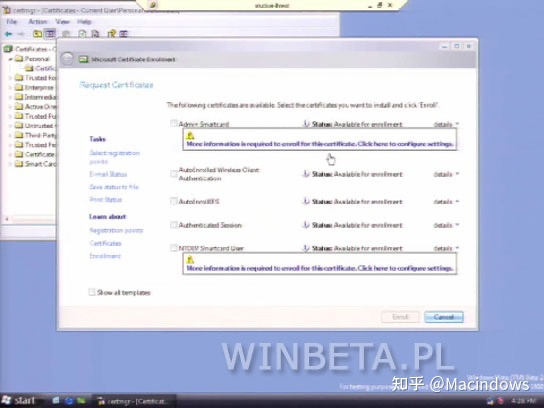 certmgr - [Certificates - Current User\Personal
File Action View Help
Certificates - C
Personal
Certific
Trusted Ro
Enterprise
Intermedia
Active Dire
Trusted Pu
Untrusted
Third-Party
Trusted Pe
Certificate
Smart Card
Microsoft Certificate Enrollment
Request Certificates
The following certificates are available. Select the certificates you want to install and click 'Enroll'.
Tasks
Select registration
points
E-mail Status
Save status to file
Print Status
Learn about
Registration points
Certificates
Enrollment
Admin Smartcard Status: Available for enrollment details
More information is required to enroll for this certificate. Click here to configure settings.
AutoEnrolled Wireless Client
Authentication Status: Available for enrollment details
AutoEnrollEFS Status: Available for enrollment details
Authenticated Session Status: Available for enrollment details
NTDEV Smartcard User Status: Available for enrollment details
More information is required to enroll for this certificate. Click here to configure settings.
Show all templates
Enroll Cancel
WINBETA.PL
Windows Vista (TM) Beta 2
For testing purposes
知乎 @Macindows
start certmgr - [Certificat... 4:28 PM